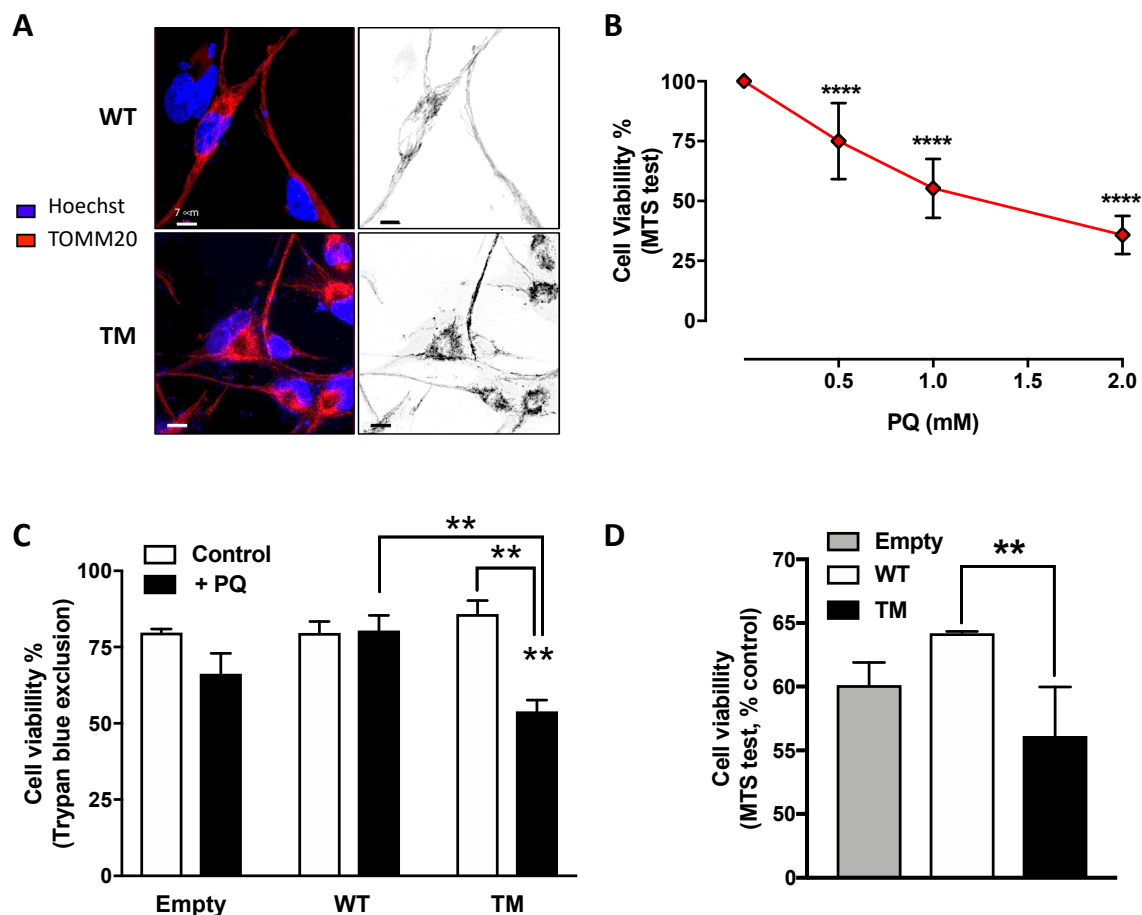 A
WT
Hoechst
TOMM20
7 ∝m
TM
B
Cell Viabillity %
(MTS test)
100
75
50
25
0
****
****
****
0.5
1.0
1.5
2.0
PQ (mM)
C
Control
+ PQ
**
**
**
Cell viabillity %
(Trypan blue exclusion)
100
75
50
25
0
Empty
WT
TM
D
Empty
WT
TM
**
Cell viability
(MTS test, % control)
70
65
60
55
50
0